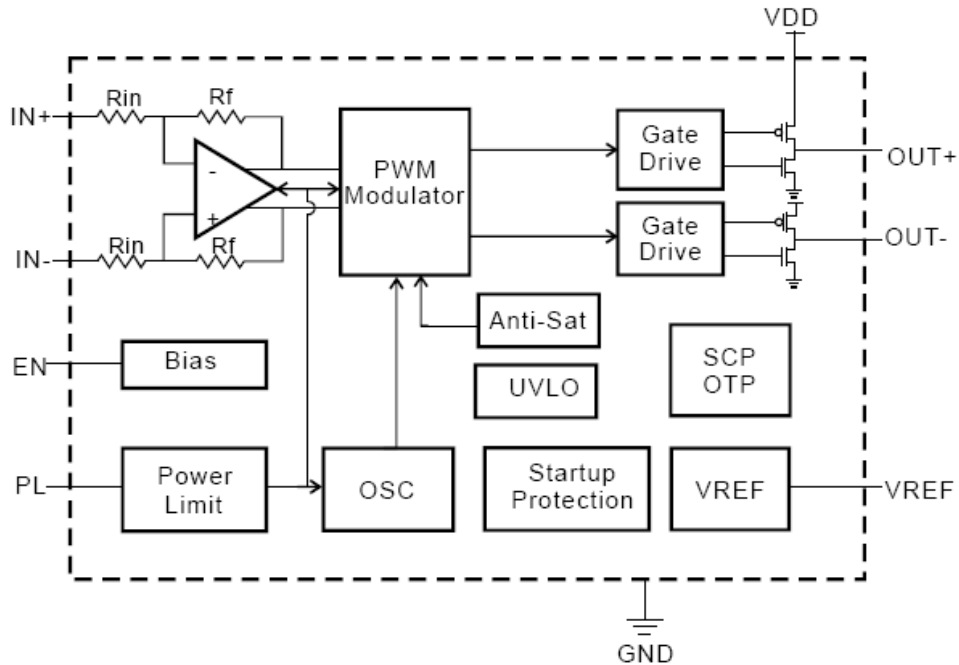 VDD
IN+
Rin
Rf
Gate
Drive
PWM
Modulator
-
OUT+
+
Rin
Rf
Gate
Drive
IN-
OUT-
Anti-Sat
EN
Bias
UVLO
SCP
OTP
PL
Power
Limit
OSC
Startup
Protection
VREF
VREF
GND